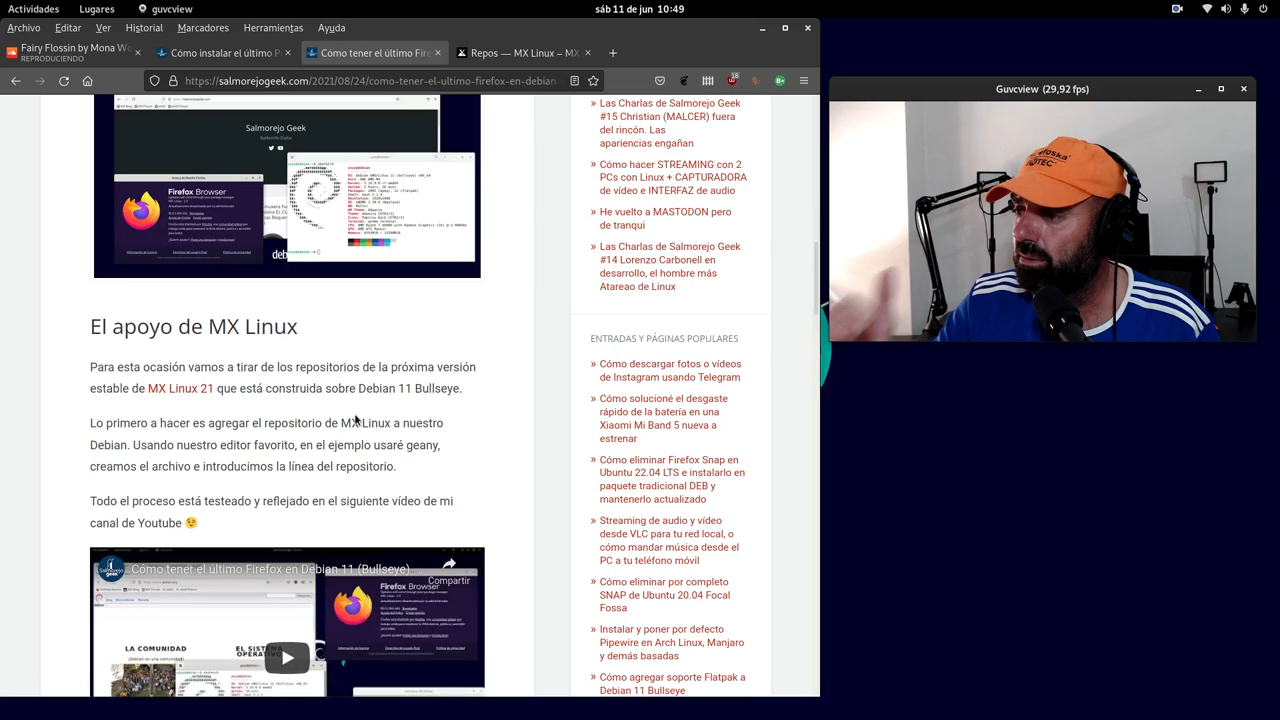 Actividades Lugares guvcview sáb 11 de jun 10:49
Archivo Editar Ver Historial Marcadores Herramientas Ayuda
Fairy Flossin by Mona Wo
REPRODUCIENDO
Cómo instalar el último P
Cómo tener el último Fire
Repos — MX Linux – MX
https://salmorejogeek.com/2021/08/24/como-tener-el-ultimo-firefox-en-debian-
18
Guvcview (29,92 fps)
Salmorejo Geek
Firefox Browser
deb
El apoyo de MX Linux
Para esta ocasión vamos a tirar de los repositorios de la próxima versión
estable de MX Linux 21 que está construida sobre Debian 11 Bullseye.
Lo primero a hacer es agregar el repositorio de MX Linux a nuestro
Debian. Usando nuestro editor favorito, en el ejemplo usaré geany,
creamos el archivo e introducimos la línea del repositorio.
Todo el proceso está testeado y reflejado en el siguiente vídeo de mi
canal de Youtube 😉
Salmorejo
geek
Cómo tener el último Firefox en Debian 11 (Bullseye)
Compartir
Firefox Browser
LA COMUNIDAD
¡Debian es una comunidad!
EL SISTEMA
OPERATIVO
» Las Charlas de Salmorejo Geek
#15 Christian (MALCER) fuera
del rincón. Las
apariencias engañan
» Cómo hacer STREAMING con 2
PCs con Linux + CAPTURADORA
de vídeo e INTERFAZ de audio
» He vuelto a MASTODON pero
de tranqui
» Las Charlas de Salmorejo Geek
#14 Lorenzo Carbonell en
desarrollo, el hombre más
Atareao de Linux
ENTRADAS Y PÁGINAS POPULARES
» Cómo descargar fotos o vídeos
de Instagram usando Telegram
» Cómo solucioné el desgaste
rápido de la batería en una
Xiaomi Mi Band 5 nueva a
estrenar
» Cómo eliminar Firefox Snap en
Ubuntu 22.04 LTS e instalarlo en
paquete tradicional DEB y
mantenerlo actualizado
» Streaming de audio y vídeo
desde VLC para tu red local, o
cómo mandar música desde el
PC a tu teléfono móvil
» Cómo eliminar por completo
SNAP de Ubuntu 20.04 Focal
Fossa
» Instalar y poner por defecto
Pipewire en Arch Linux, Manjaro
y demás basadas
» Cómo agregar soporte Flatpak a